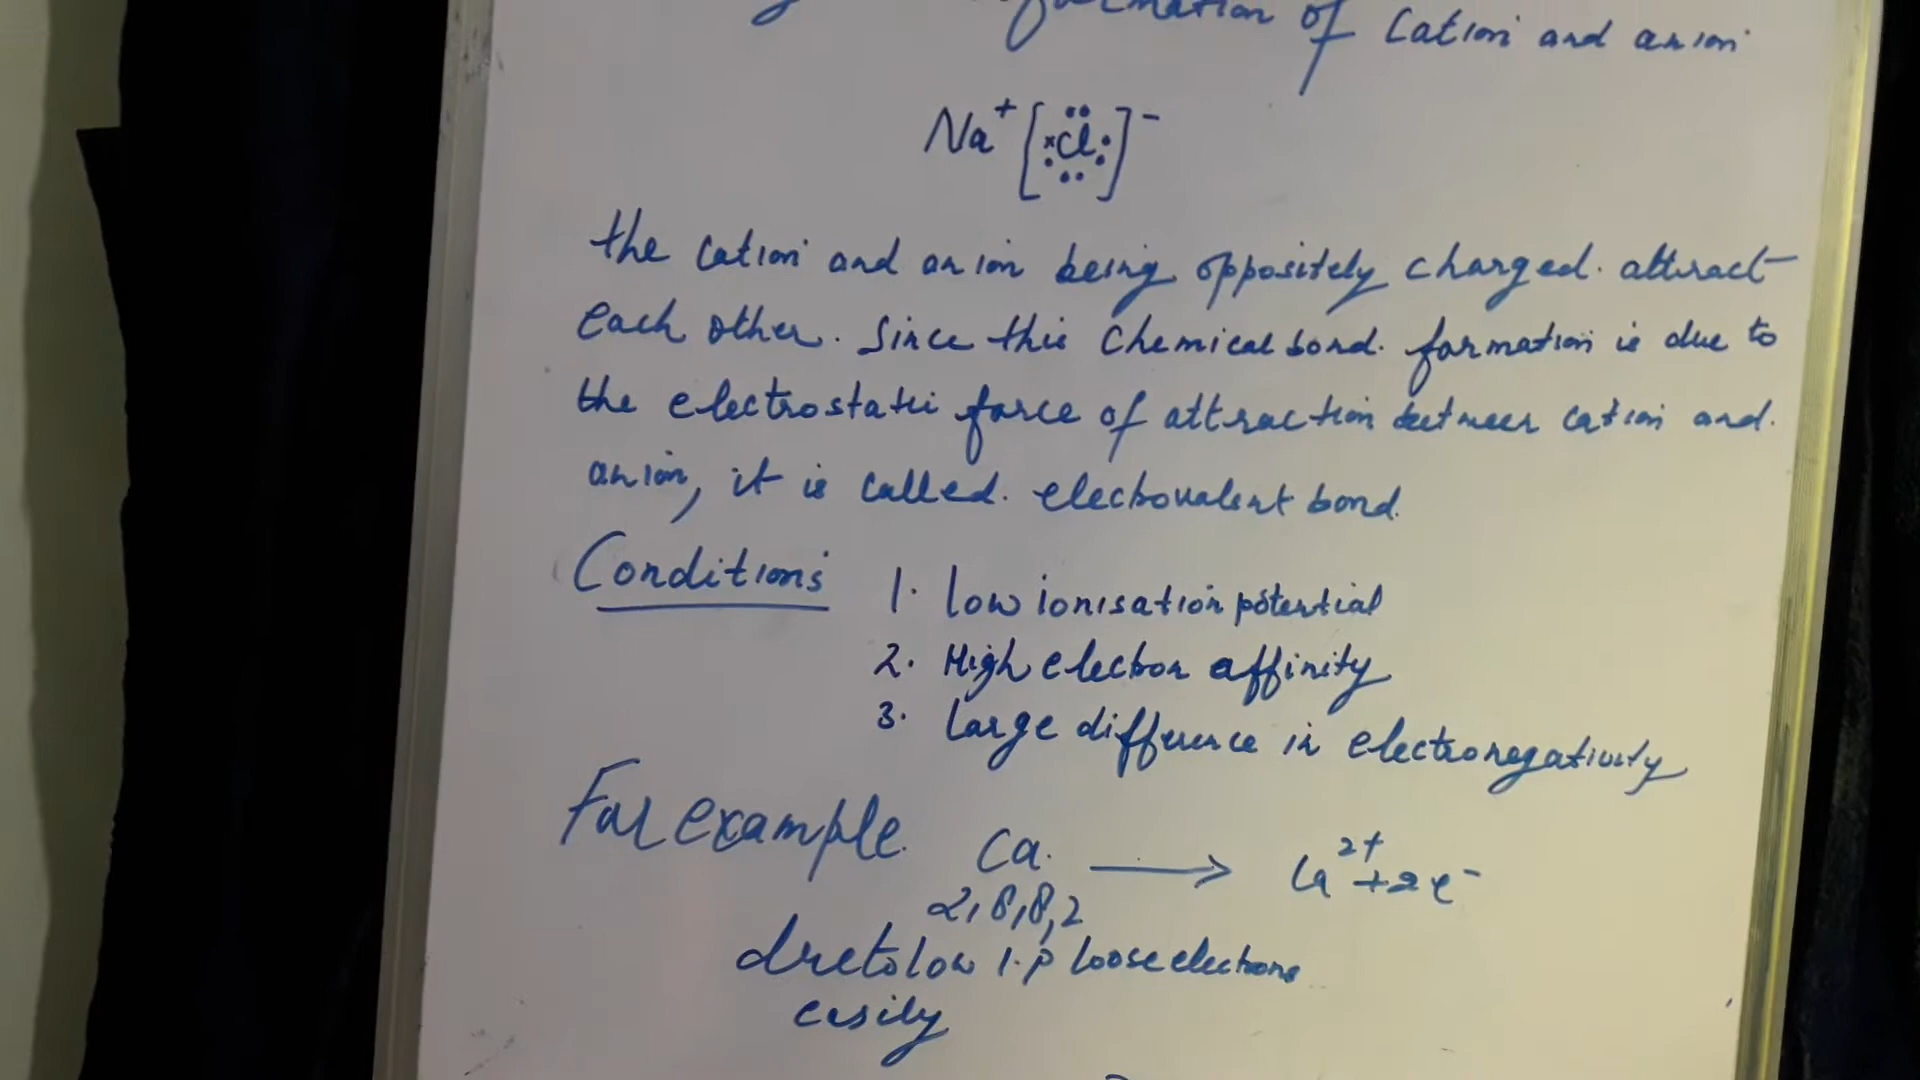 formation of Cation and anion
Na⁺ [×Cl]⁻
the cation and anion being oppositely charged. attract
each other. Since this Chemical bond. formation is due to
the electrostatic force of attraction between cation and.
anion, it is called. electrovalent bond.
Conditions 1. low ionisation potential
2. High electron affinity
3. large difference in electronegativity
For example. Ca. → Ca²⁺ + 2e⁻
2,8,8,2
due to low I.P loose electrons
easily